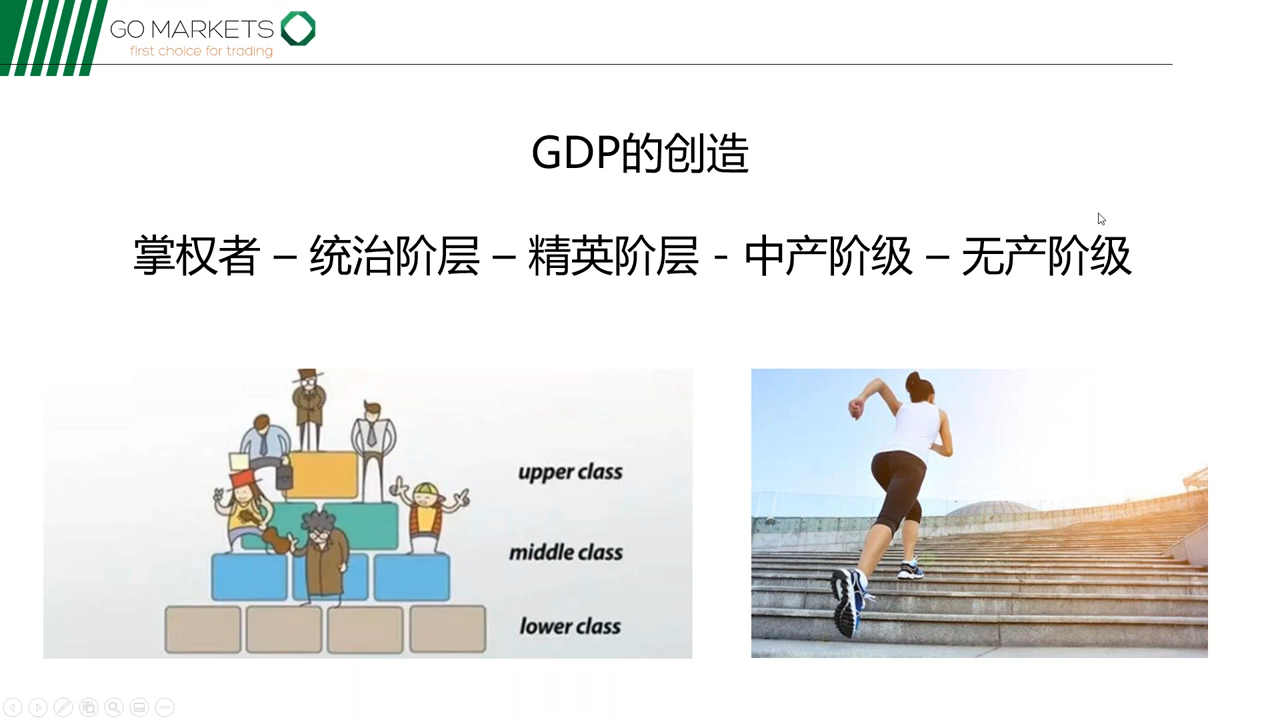 GO MARKETS
first choice for trading
GDP的创造
掌权者 – 统治阶层 – 精英阶层 - 中产阶级 – 无产阶级
upper class
middle class
lower class